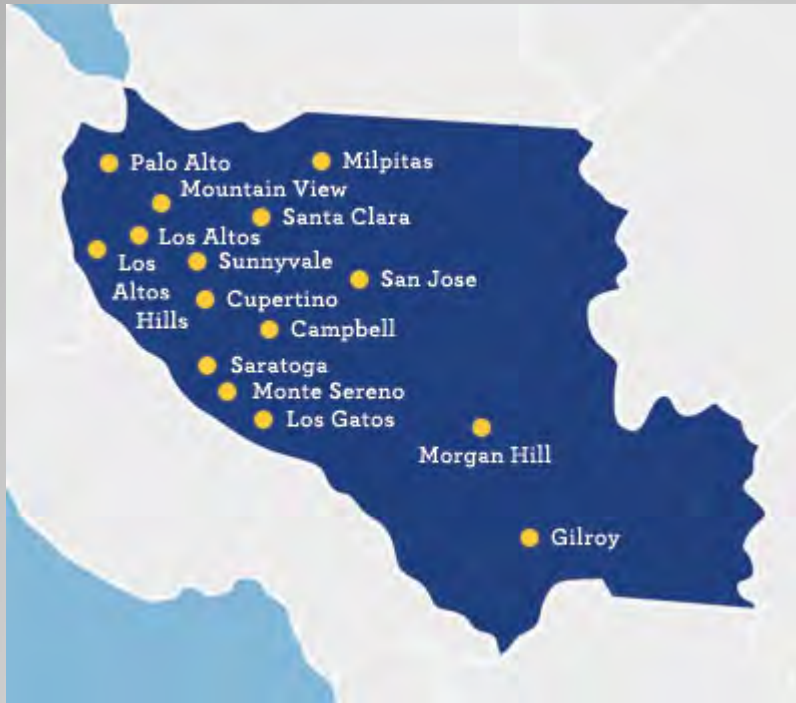 Palo Alto
Milpitas
Mountain View
Santa Clara
Los Altos
Los
Altos
Hills
Sunnyvale
San Jose
Cupertino
Campbell
Saratoga
Monte Sereno
Los Gatos
Morgan Hill
Gilroy